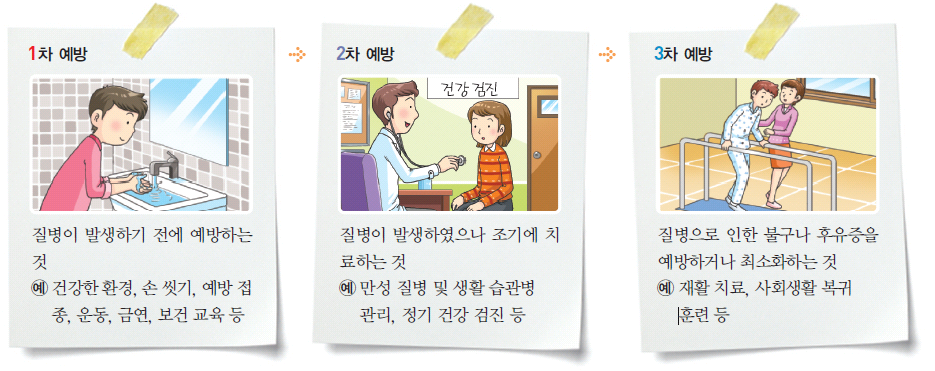 1차 예방
건강 검진
질병이 발생하기 전에 예방하는
것
예 건강한 환경, 손 씻기, 예방 접
종, 운동, 금연, 보건 교육 등
2차 예방
질병이 발생하였으나 조기에 치
료하는 것
예 만성 질병 및 생활 습관병
관리, 정기 건강 검진 등
3차 예방
질병으로 인한 불구나 후유증을
예방하거나 최소화하는 것
예 재활 치료, 사회생활 복귀
훈련 등